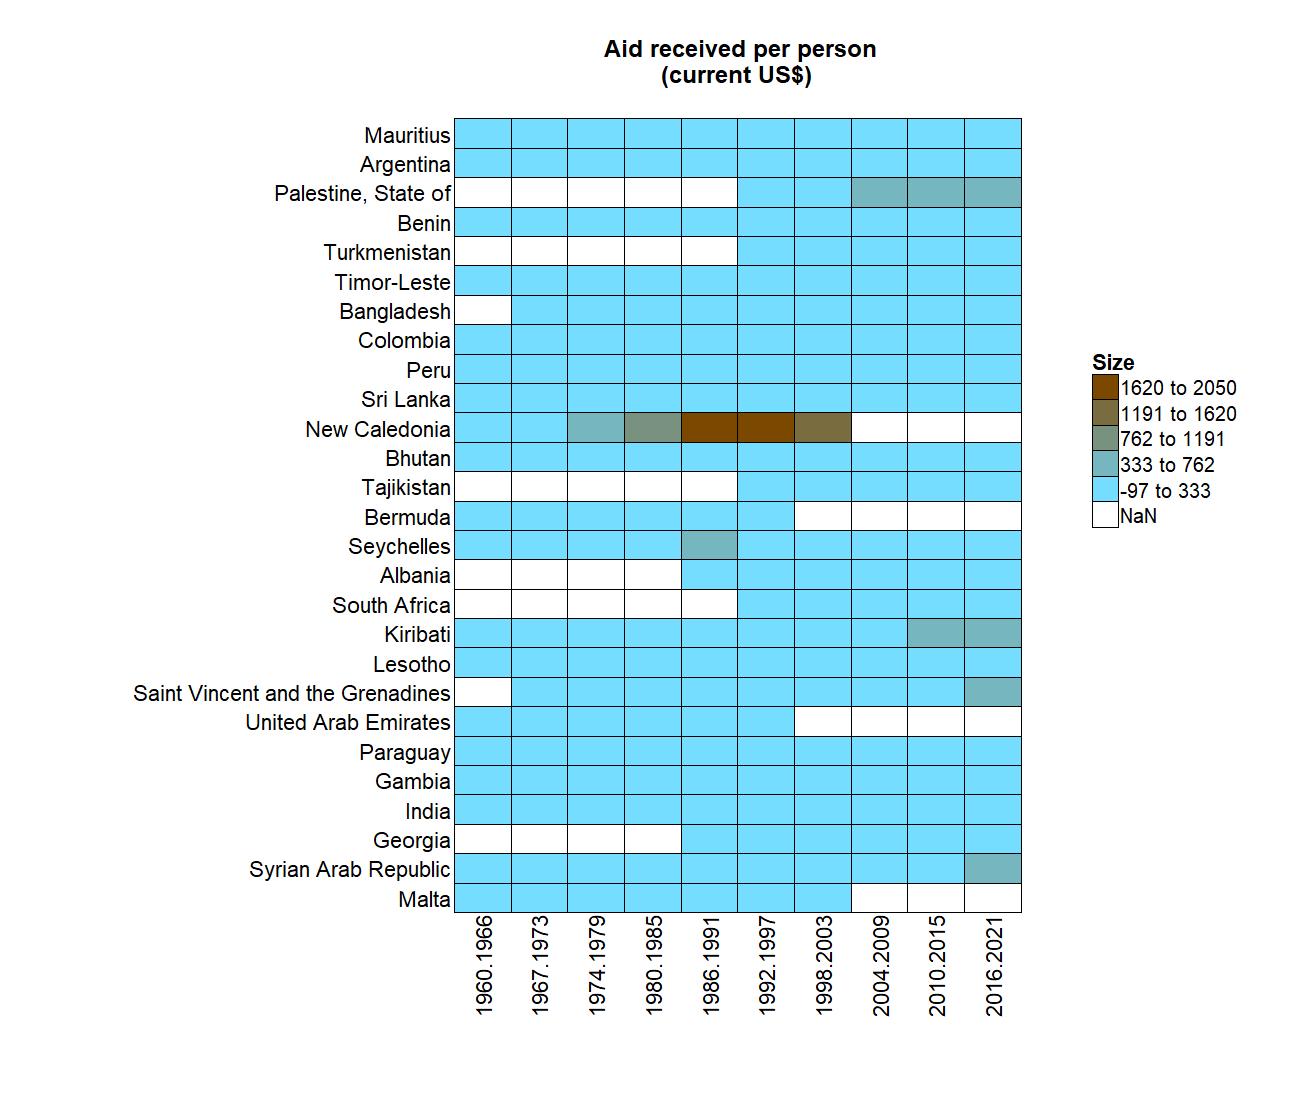 Aid received per person
(current US$)
Mauritius
Argentina
Palestine, State of
Benin
Turkmenistan
Timor-Leste
Bangladesh
Colombia
Peru
Sri Lanka
New Caledonia
Bhutan
Tajikistan
Bermuda
Seychelles
Albania
South Africa
Kiribati
Lesotho
Saint Vincent and the Grenadines
United Arab Emirates
Paraguay
Gambia
India
Georgia
Syrian Arab Republic
Malta
1960.1966
1967.1973
1974.1979
1980.1985
1986.1991
1992.1997
1998.2003
2004.2009
2010.2015
2016.2021
Size
1620 to 2050
1191 to 1620
762 to 1191
333 to 762
-97 to 333
NaN